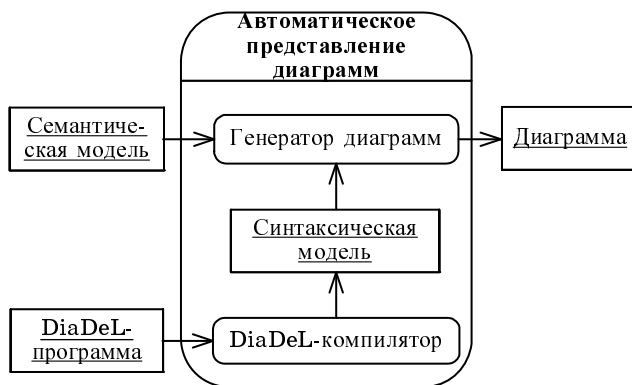 Автоматическое
представление
диаграмм
Семантиче-
ская модель
Генератор диаграмм
Диаграмма
Синтаксическая
модель
DiaDeL-
программа
DiaDeL-компилятор